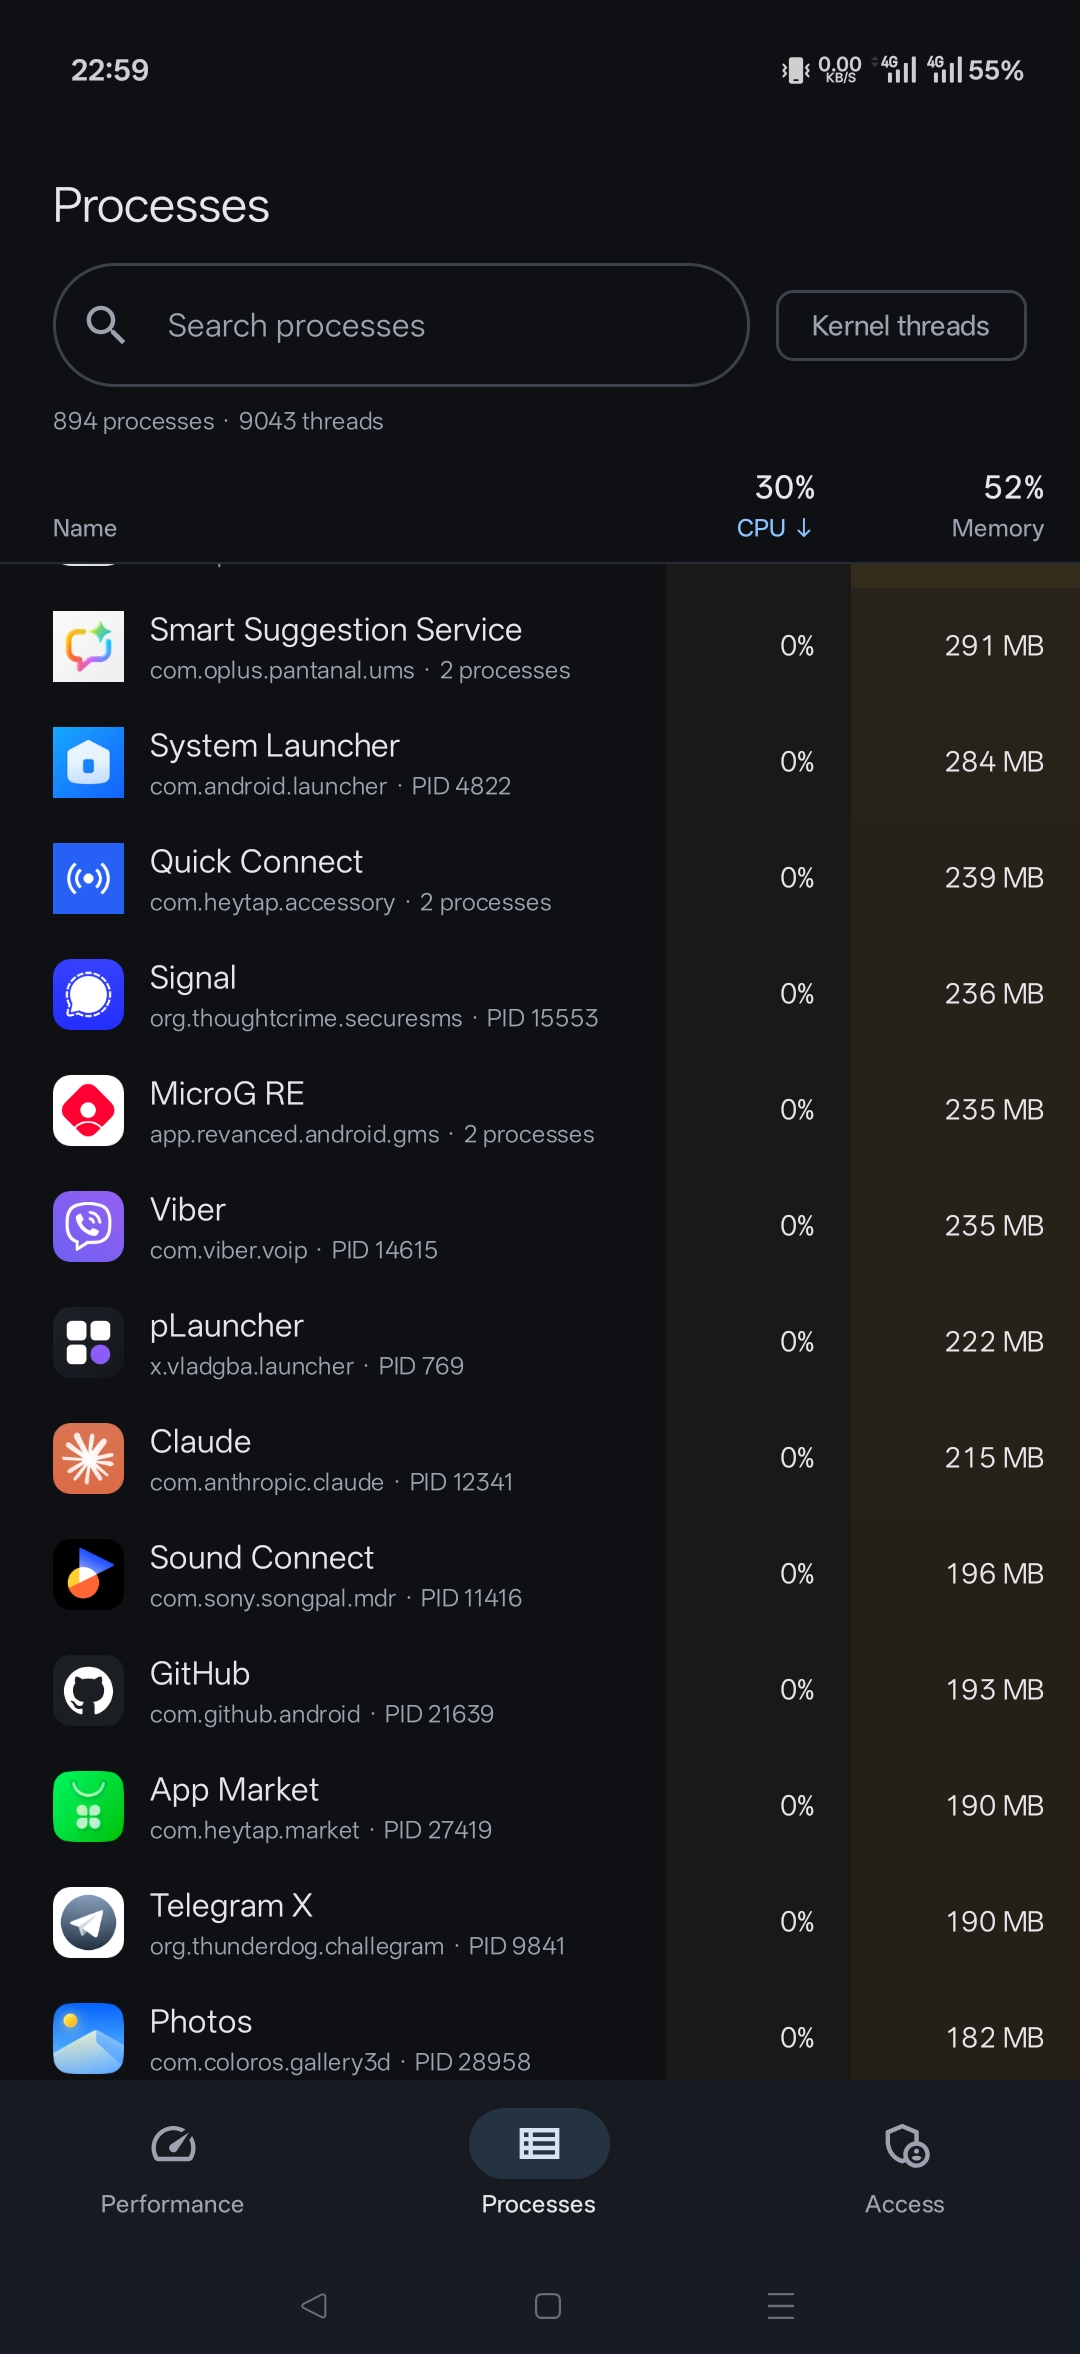 22:59
0.00 KB/S 4G 4G 55%
Processes
Search processes
Kernel threads
894 processes · 9043 threads
30% 52%
Name CPU ↓ Memory
Smart Suggestion Service
com.oplus.pantanal.ums · 2 processes
0% 291 MB
System Launcher
com.android.launcher · PID 4822
0% 284 MB
Quick Connect
com.heytap.accessory · 2 processes
0% 239 MB
Signal
org.thoughtcrime.securesms · PID 15553
0% 236 MB
MicroG RE
app.revanced.android.gms · 2 processes
0% 235 MB
Viber
com.viber.voip · PID 14615
0% 235 MB
pLauncher
x.vladgba.launcher · PID 769
0% 222 MB
Claude
com.anthropic.claude · PID 12341
0% 215 MB
Sound Connect
com.sony.songpal.mdr · PID 11416
0% 196 MB
GitHub
com.github.android · PID 21639
0% 193 MB
App Market
com.heytap.market · PID 27419
0% 190 MB
Telegram X
org.thunderdog.challegram · PID 9841
0% 190 MB
Photos
com.coloros.gallery3d · PID 28958
0% 182 MB
Performance
Processes
Access